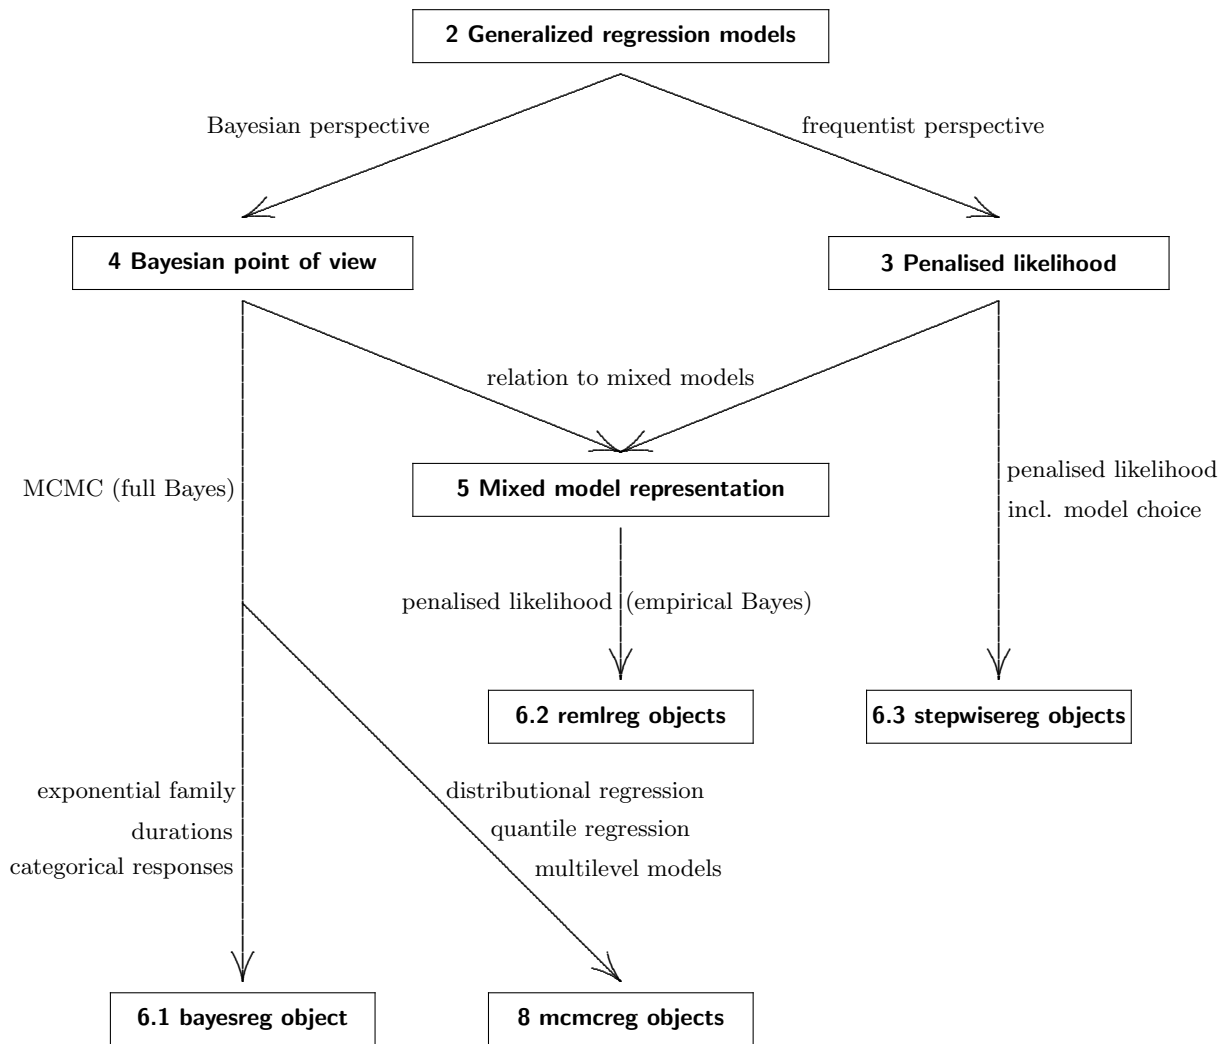 2 Generalized regression models
Bayesian perspective
frequentist perspective
4 Bayesian point of view
3 Penalised likelihood
relation to mixed models
MCMC (full Bayes)
5 Mixed model representation
penalised likelihood
incl. model choice
penalised likelihood (empirical Bayes)
6.2 remlreg objects
6.3 stepwisereg objects
exponential family
durations
categorical responses
distributional regression
quantile regression
multilevel models
6.1 bayesreg object
8 mcmcreg objects